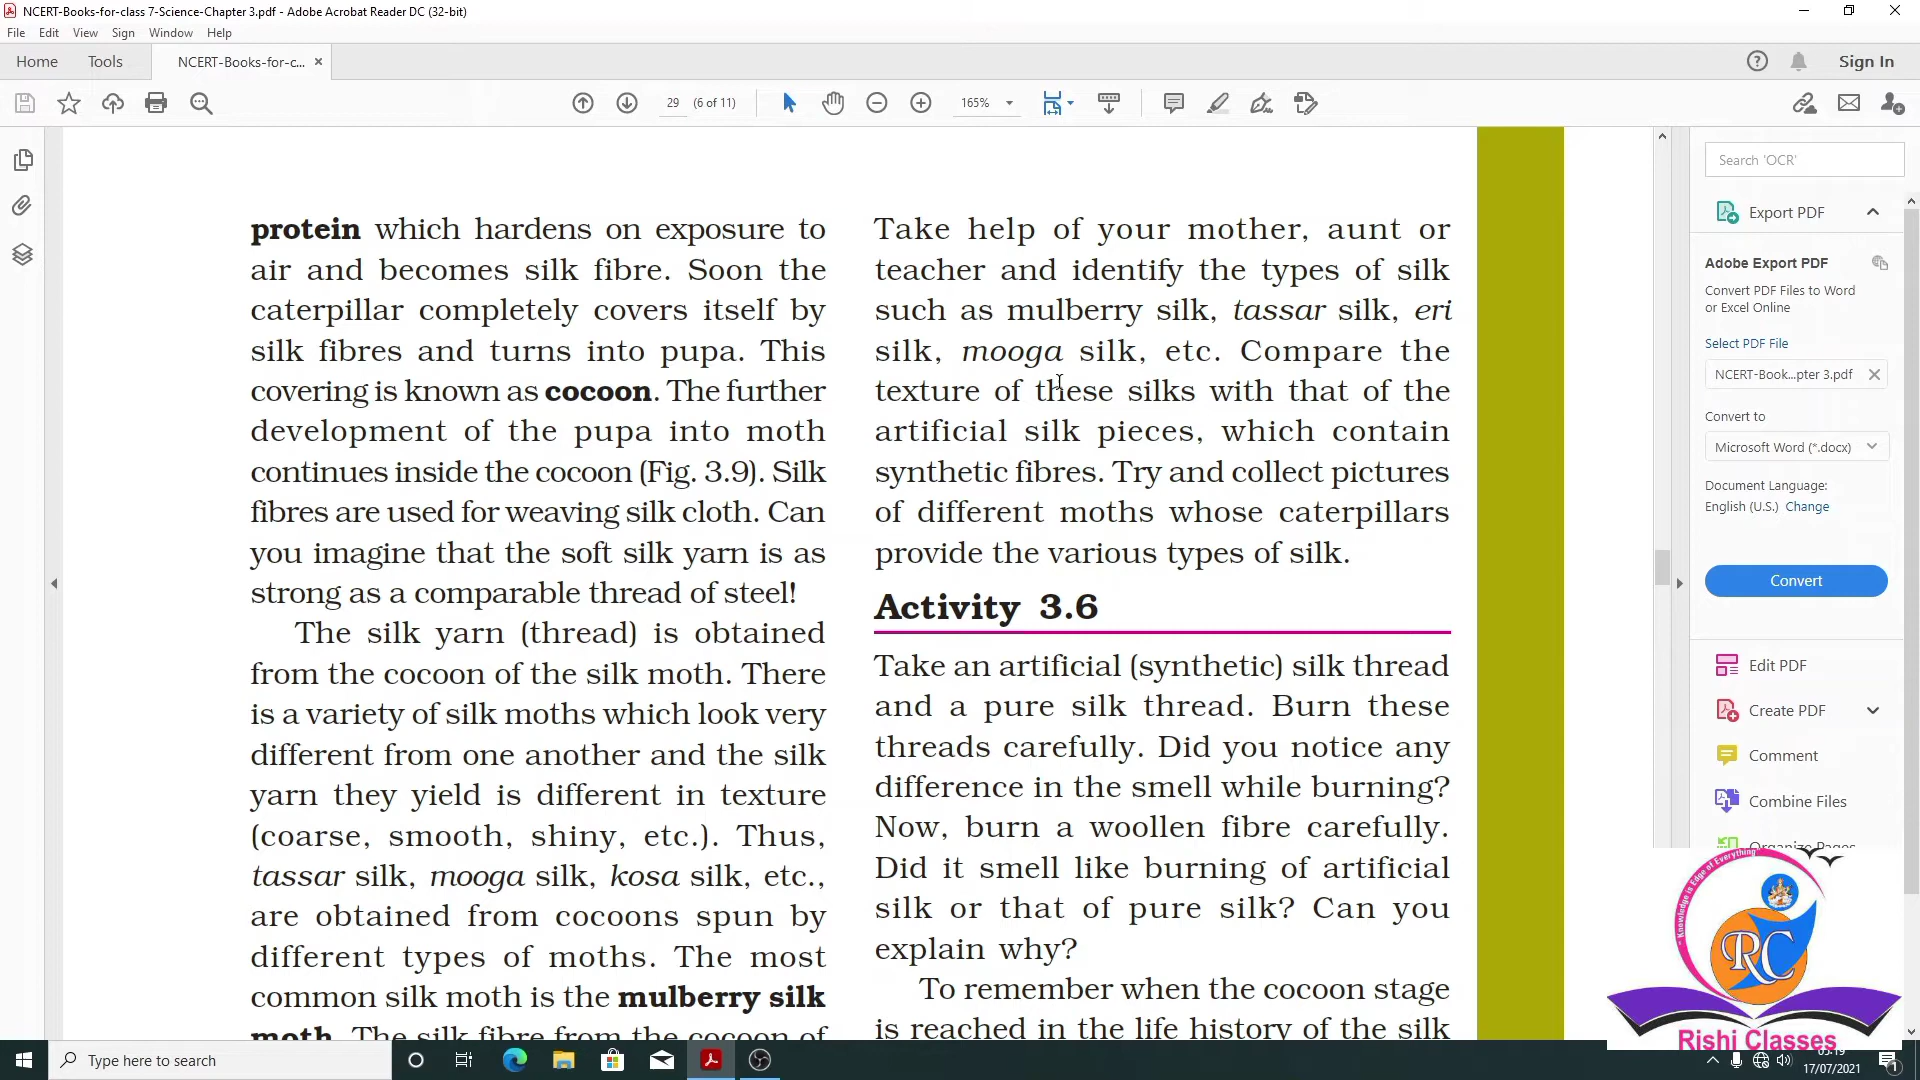 NCERT-Books-for-class 7-Science-Chapter 3.pdf - Adobe Acrobat Reader DC (32-bit)
File Edit View Sign Window Help
Home Tools NCERT-Books-for-c... ×
Sign In
29 (6 of 11)
165%
protein which hardens on exposure to
air and becomes silk fibre. Soon the
caterpillar completely covers itself by
silk fibres and turns into pupa. This
covering is known as cocoon. The further
development of the pupa into moth
continues inside the cocoon (Fig. 3.9). Silk
fibres are used for weaving silk cloth. Can
you imagine that the soft silk yarn is as
strong as a comparable thread of steel!
The silk yarn (thread) is obtained
from the cocoon of the silk moth. There
is a variety of silk moths which look very
different from one another and the silk
yarn they yield is different in texture
(coarse, smooth, shiny, etc.). Thus,
tassar silk, mooga silk, kosa silk, etc.,
are obtained from cocoons spun by
different types of moths. The most
common silk moth is the mulberry silk
moth. The silk fibre from the cocoon of
Take help of your mother, aunt or
teacher and identify the types of silk
such as mulberry silk, tassar silk, eri
silk, mooga silk, etc. Compare the
texture of these silks with that of the
artificial silk pieces, which contain
synthetic fibres. Try and collect pictures
of different moths whose caterpillars
provide the various types of silk.
Activity 3.6
Take an artificial (synthetic) silk thread
and a pure silk thread. Burn these
threads carefully. Did you notice any
difference in the smell while burning?
Now, burn a woollen fibre carefully.
Did it smell like burning of artificial
silk or that of pure silk? Can you
explain why?
To remember when the cocoon stage
is reached in the life history of the silk
Search 'OCR'
Export PDF
Adobe Export PDF
Convert PDF Files to Word
or Excel Online
Select PDF File
NCERT-Book...pter 3.pdf
Convert to
Microsoft Word (*.docx)
Document Language:
English (U.S.) Change
Convert
Edit PDF
Create PDF
Comment
Combine Files
Organize Pages
"Knowledge is Edge of Everything"
RC
Rishi Classes
Type here to search
05:19
17/07/2021
1